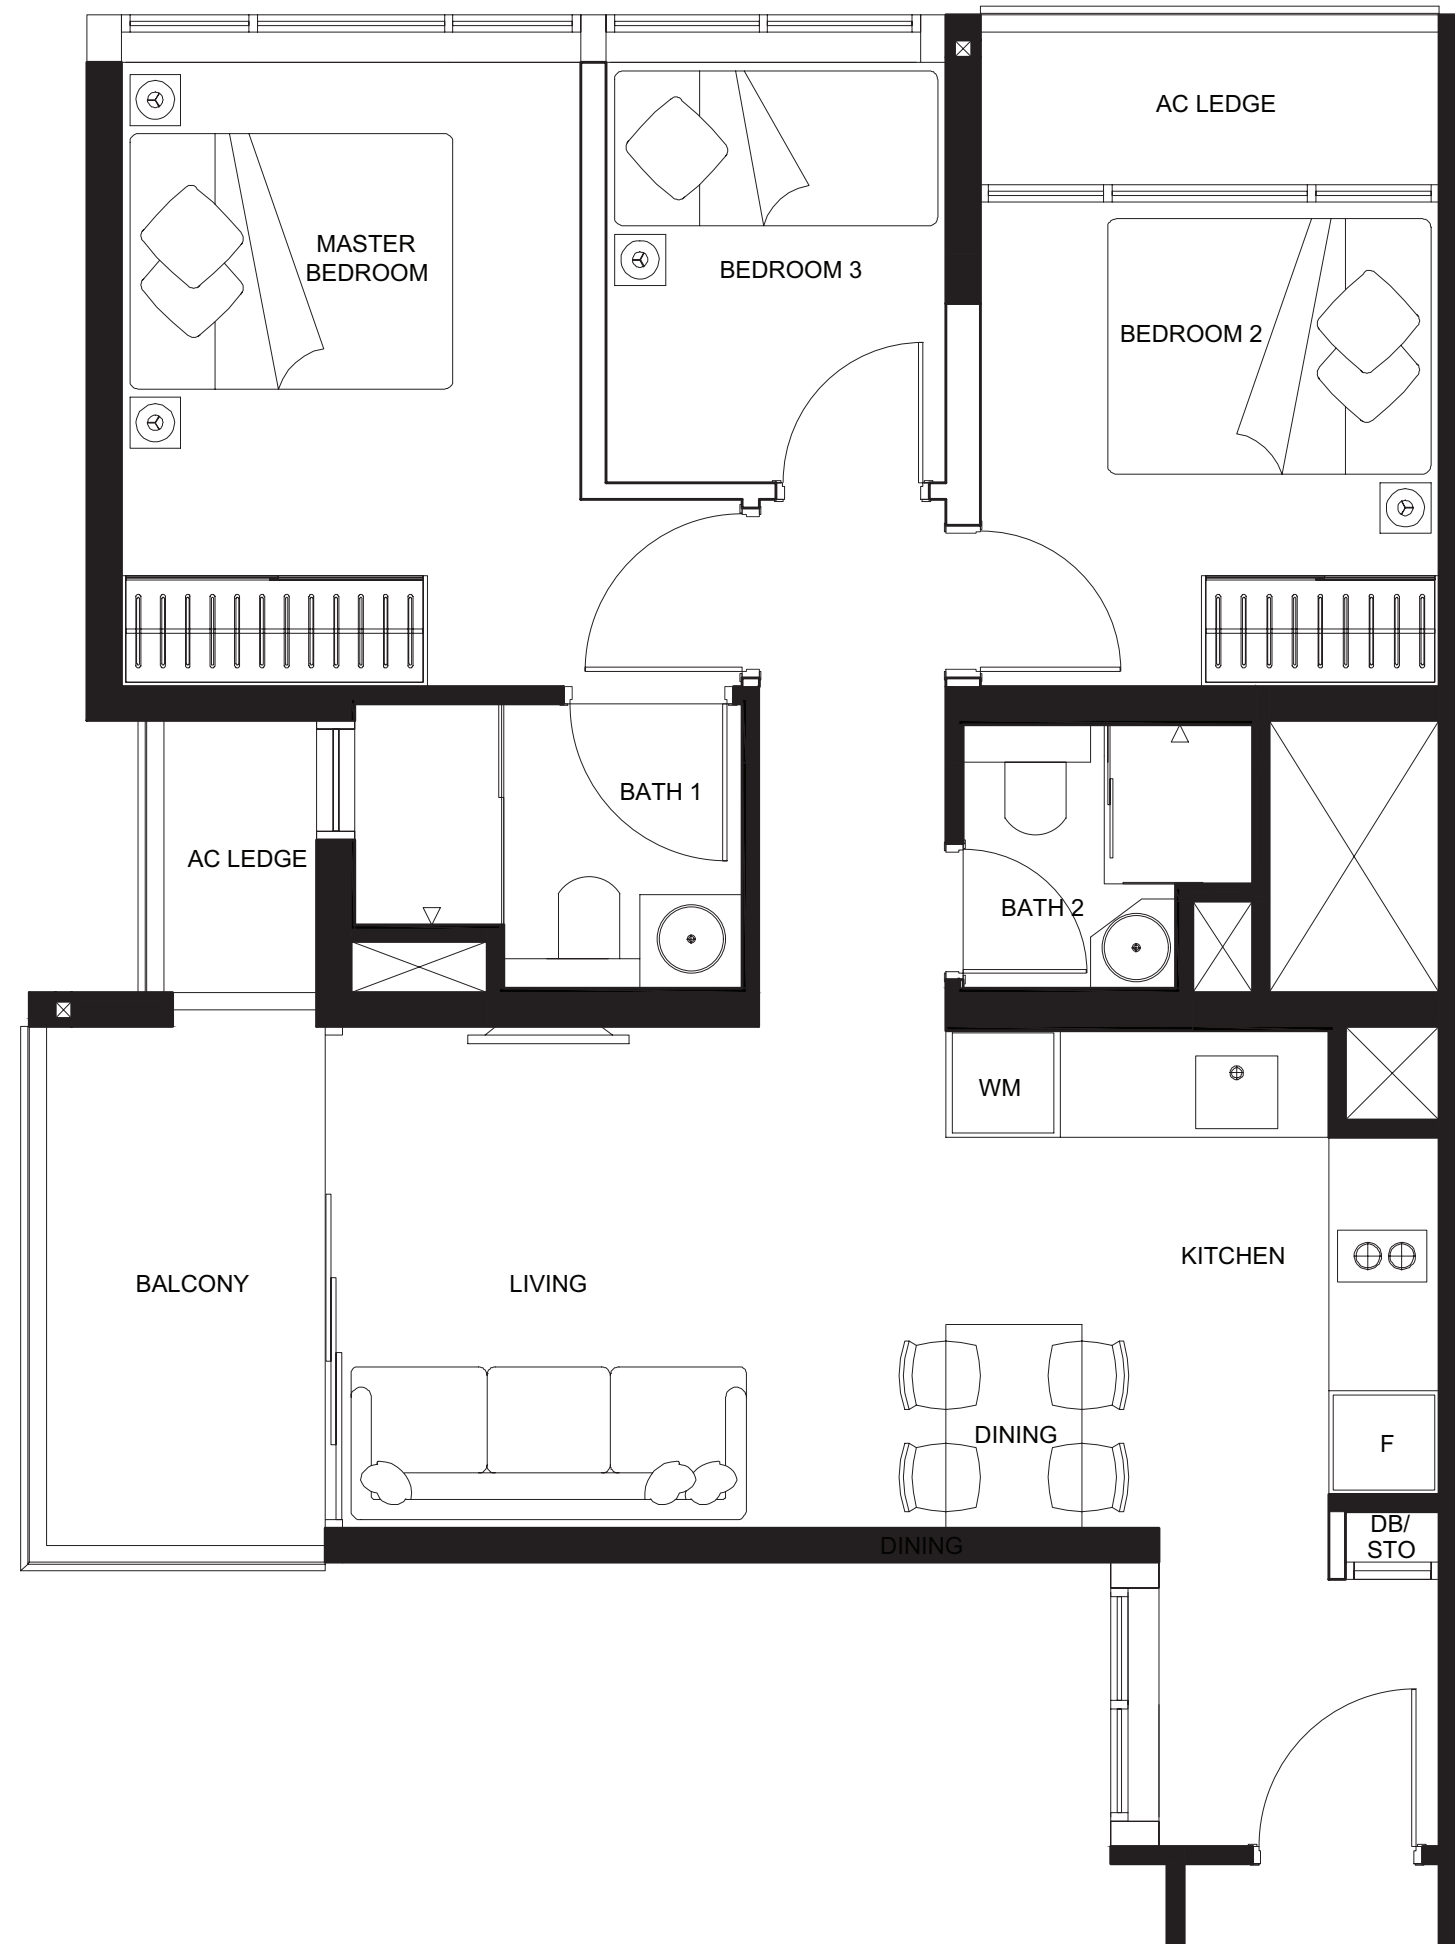 AC LEDGE
MASTER
BEDROOM
BEDROOM 3
BEDROOM 2
BATH 1
AC LEDGE
BATH 2
WM
KITCHEN
BALCONY
LIVING
DINING
F
DB/
STO
DINING